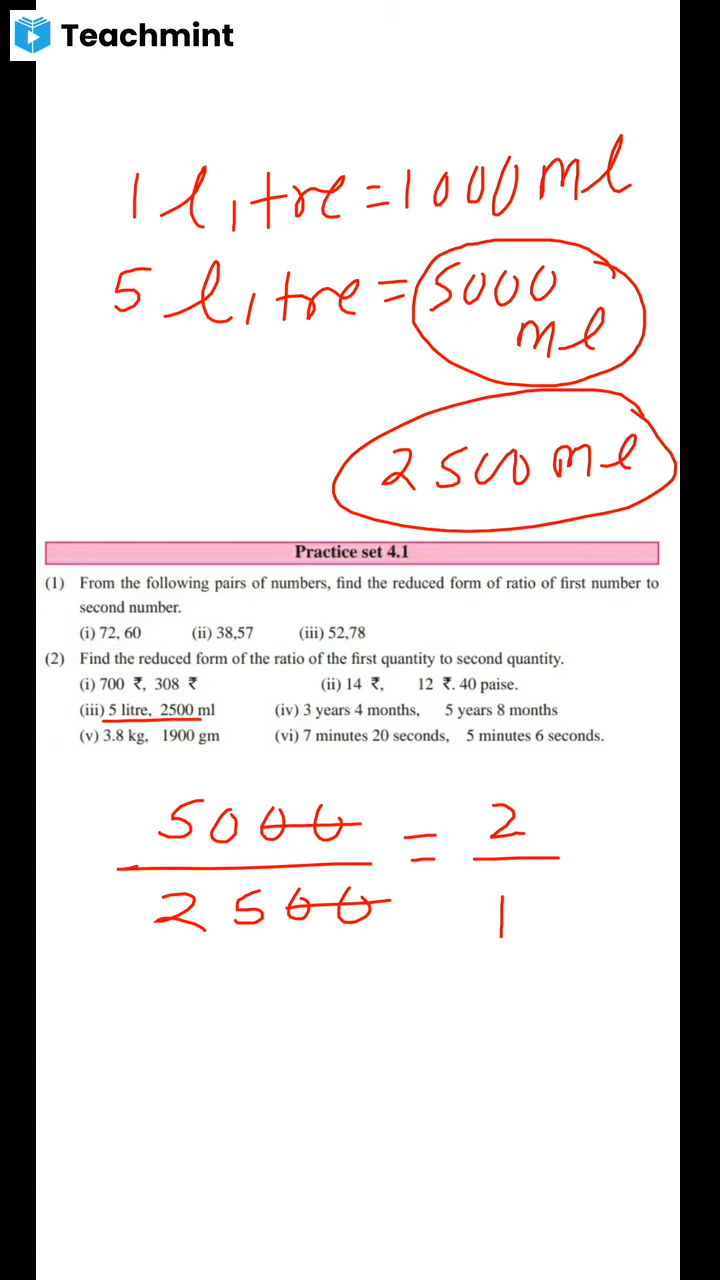 Teachmint
1 litre = 1000 ml
5 litre = 5000
ml
2500 ml
Practice set 4.1
(1) From the following pairs of numbers, find the reduced form of ratio of first number to
second number.
(i) 72, 60 (ii) 38,57 (iii) 52,78
(2) Find the reduced form of the ratio of the first quantity to second quantity.
(i) 700 ₹, 308 ₹ (ii) 14 ₹, 12 ₹. 40 paise.
(iii) 5 litre, 2500 ml (iv) 3 years 4 months, 5 years 8 months
(v) 3.8 kg, 1900 gm (vi) 7 minutes 20 seconds, 5 minutes 6 seconds.
5000 = 2
2500 1